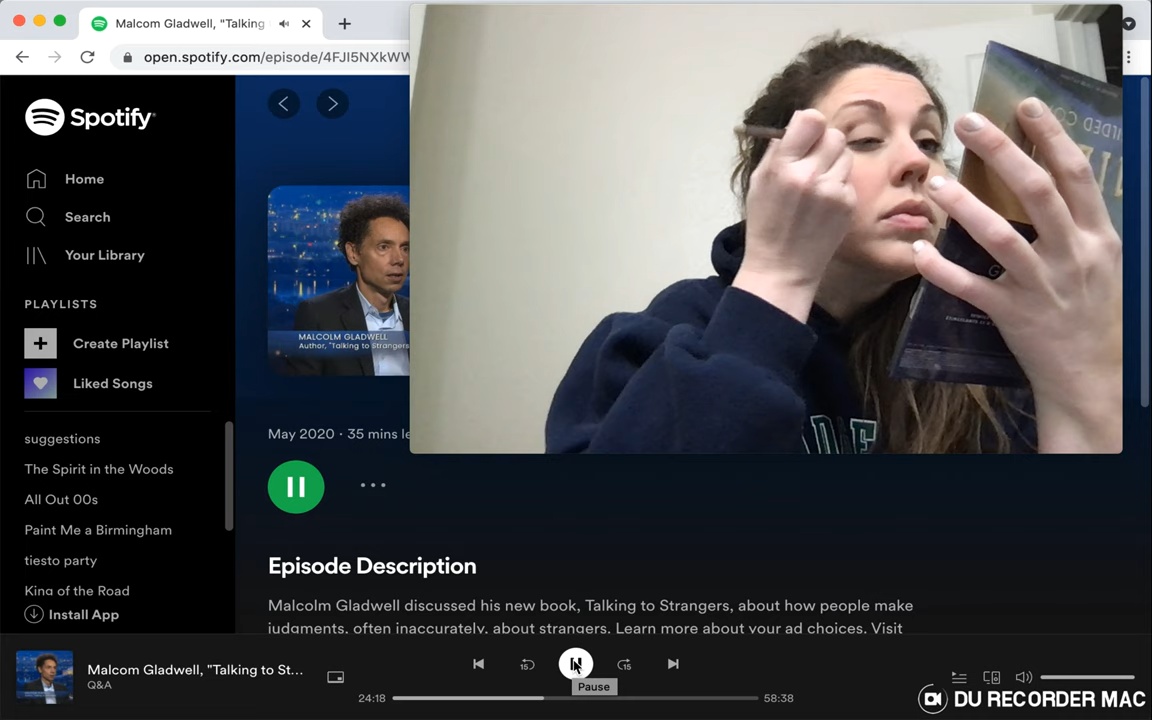 Malcom Gladwell, "Talking
open.spotify.com/episode/4FJI5NXkWW
Spotify
Home
Search
Your Library
PLAYLISTS
Create Playlist
Liked Songs
suggestions
The Spirit in the Woods
All Out 00s
Paint Me a Birmingham
tiesto party
King of the Road
Install App
MALCOLM GLADWELL
Author, "Talking to Strangers
May 2020 · 35 mins le
Episode Description
Malcolm Gladwell discussed his new book, Talking to Strangers, about how people make
judgments, often inaccurately, about strangers. Learn more about your ad choices. Visit
Malcom Gladwell, "Talking to St...
Q&A
15
15
Pause
24:18
58:38
DU RECORDER MAC